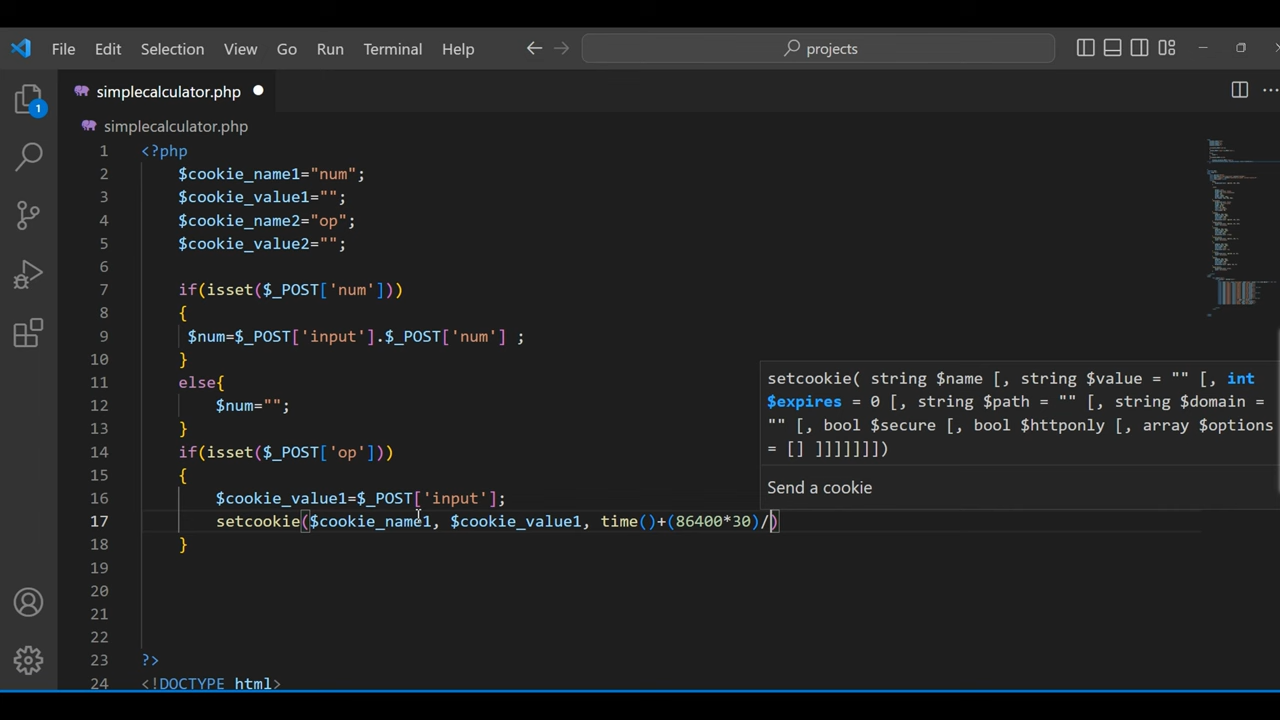 File Edit Selection View Go Run Terminal Help projects
simplecalculator.php
1 simplecalculator.php
1 <?php
2 $cookie_name1="num";
3 $cookie_value1="";
4 $cookie_name2="op";
5 $cookie_value2="";
6
7 if(isset($_POST['num']))
8 {
9 $num=$_POST['input'].$_POST['num'] ;
10 }
11 else{
12 $num="";
13 }
14 if(isset($_POST['op']))
15 {
16 $cookie_value1=$_POST['input'];
17 setcookie($cookie_name1, $cookie_value1, time()+(86400*30)/)
18 }
19
20
21
22
23 ?>
24 <!DOCTYPE html>
setcookie( string $name [, string $value = "" [, int
$expires = 0 [, string $path = "" [, string $domain =
"" [, bool $secure [, bool $httponly [, array $options
= [] ]]]]]]])
Send a cookie